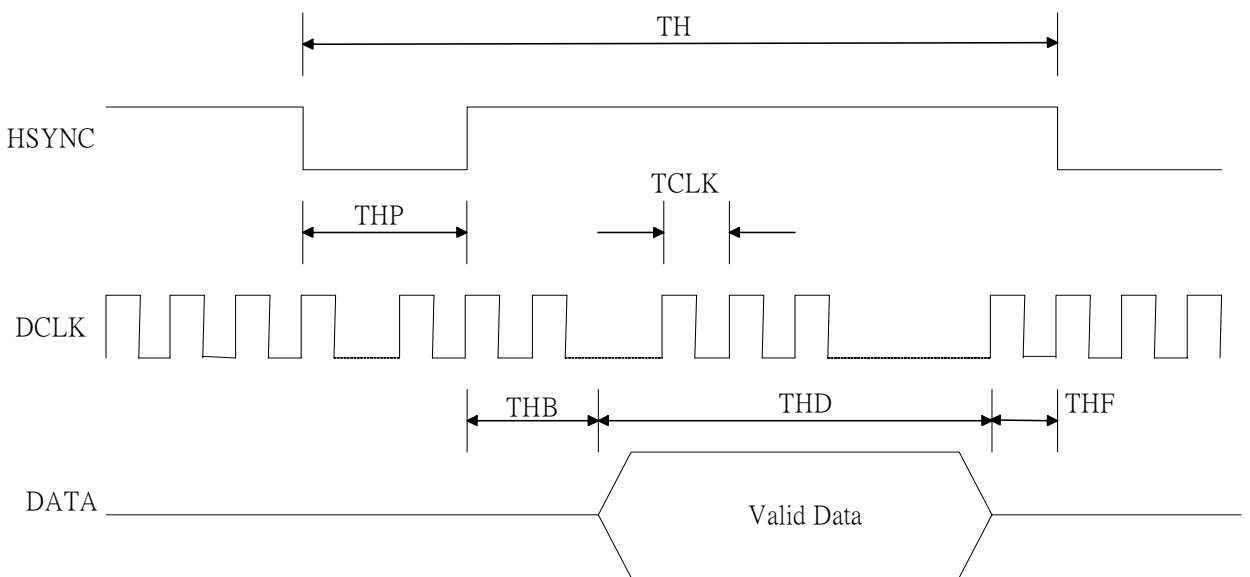 TH
HSYNC
TCLK
THP
DCLK
THB
THD
THF
DATA
Valid Data